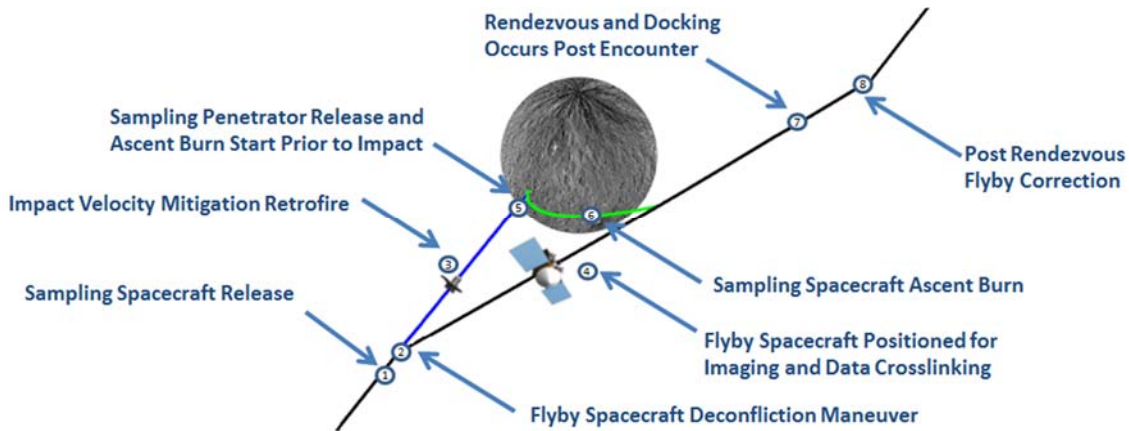 Rendezvous and Docking
Occurs Post Encounter
8
7
Sampling Penetrator Release and
Ascent Burn Start Prior to Impact
Post Rendezvous
Flyby Correction
Impact Velocity Mitigation Retrofire
5
6
3
4
Sampling Spacecraft Release
Sampling Spacecraft Ascent Burn
Flyby Spacecraft Positioned for
Imaging and Data Crosslinking
2
1
Flyby Spacecraft Deconfliction Maneuver